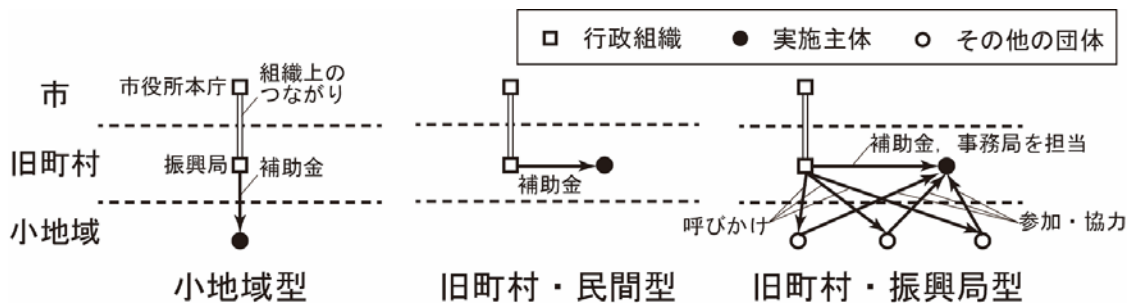 行政組織 実施主体 その他の団体
市 市役所本庁 組織上の
つながり
旧町村 振興局 補助金 補助金 補助金，事務局を担当
小地域 呼びかけ 参加・協力
小地域型 旧町村・民間型 旧町村・振興局型